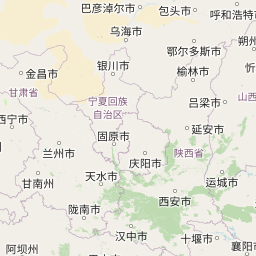 巴彦淖尔市
包头市
呼和浩特
乌海市
鄂尔多斯市
朔州
银川市
榆林市
忻
金昌市
甘肃省
宁夏回族
自治区
吕梁市
山西
西宁市
固原市
延安市
兰州市
庆阳市
陕西省
甘南州
天水市
运城市
陇南市
西安市
汉中市
十堰市
阿坝州
襄阳市